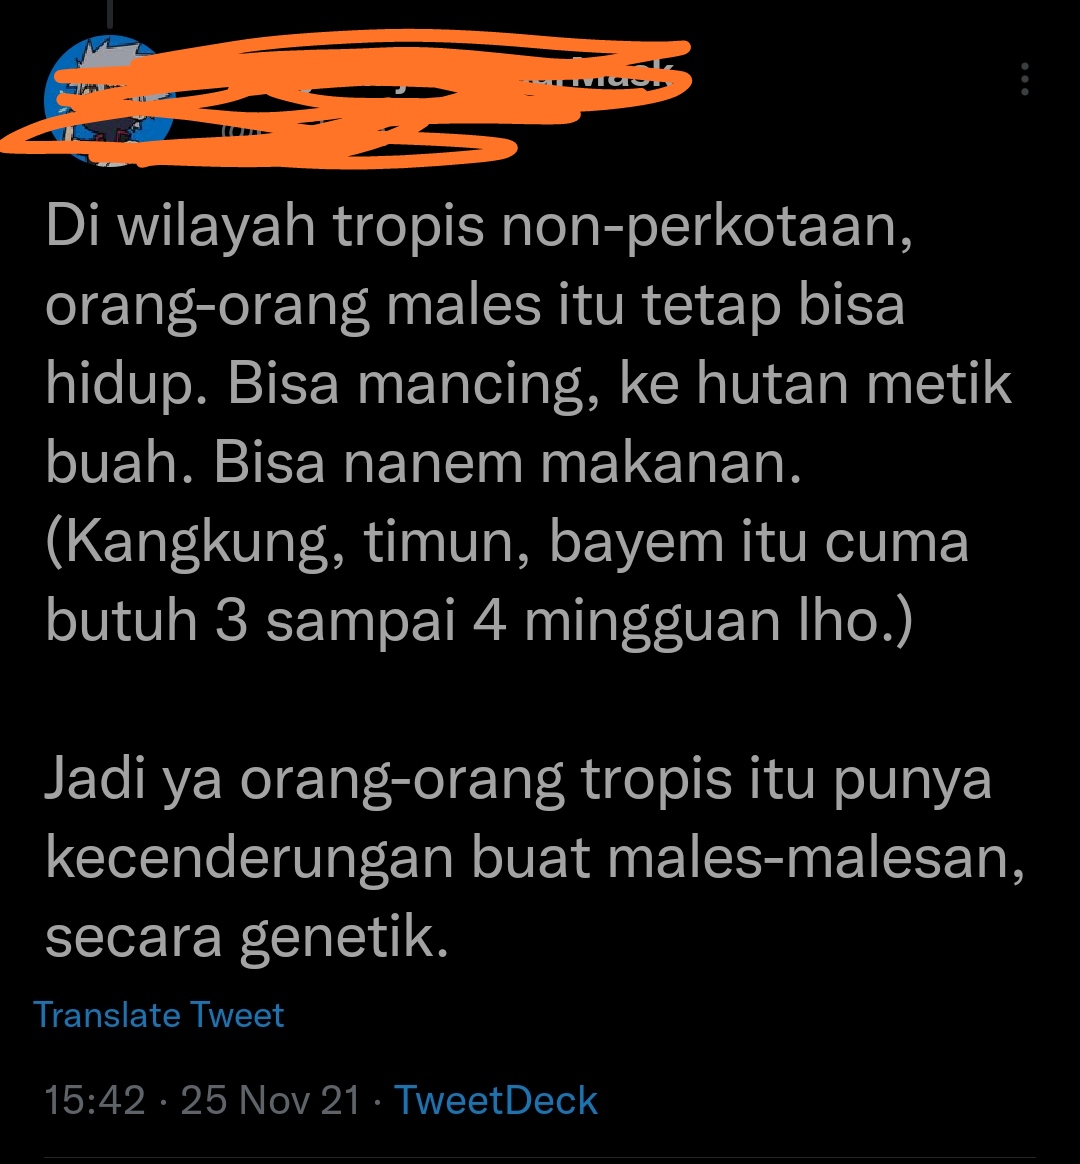 Di wilayah tropis non-perkotaan,
orang-orang males itu tetap bisa
hidup. Bisa mancing, ke hutan metik
buah. Bisa nanem makanan.
(Kangkung, timun, bayem itu cuma
butuh 3 sampai 4 mingguan lho.)
Jadi ya orang-orang tropis itu punya
kecenderungan buat males-malesan,
secara genetik.
Translate Tweet
15:42 · 25 Nov 21 · TweetDeck